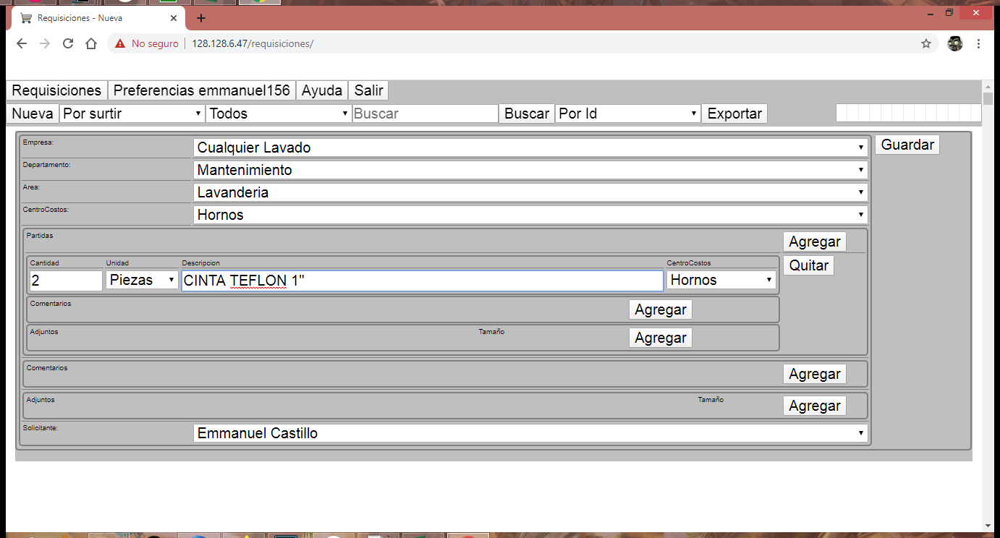 Requisiciones - Nueva
No seguro 128.128.6.47/requisiciones/
Requisiciones Preferencias emmanuel156 Ayuda Salir
Nueva Por surtir Todos Buscar Buscar Por Id Exportar
Empresa: Cualquier Lavado Guardar
Departamento: Mantenimiento
Area: Lavanderia
CentroCostos: Hornos
Partidas Agregar
Cantidad Unidad Descripcion CentroCostos
2 Piezas CINTA TEFLON 1" Hornos Quitar
Comentarios Agregar
Adjuntos Tamaño Agregar
Comentarios Agregar
Adjuntos Tamaño Agregar
Solicitante: Emmanuel Castillo